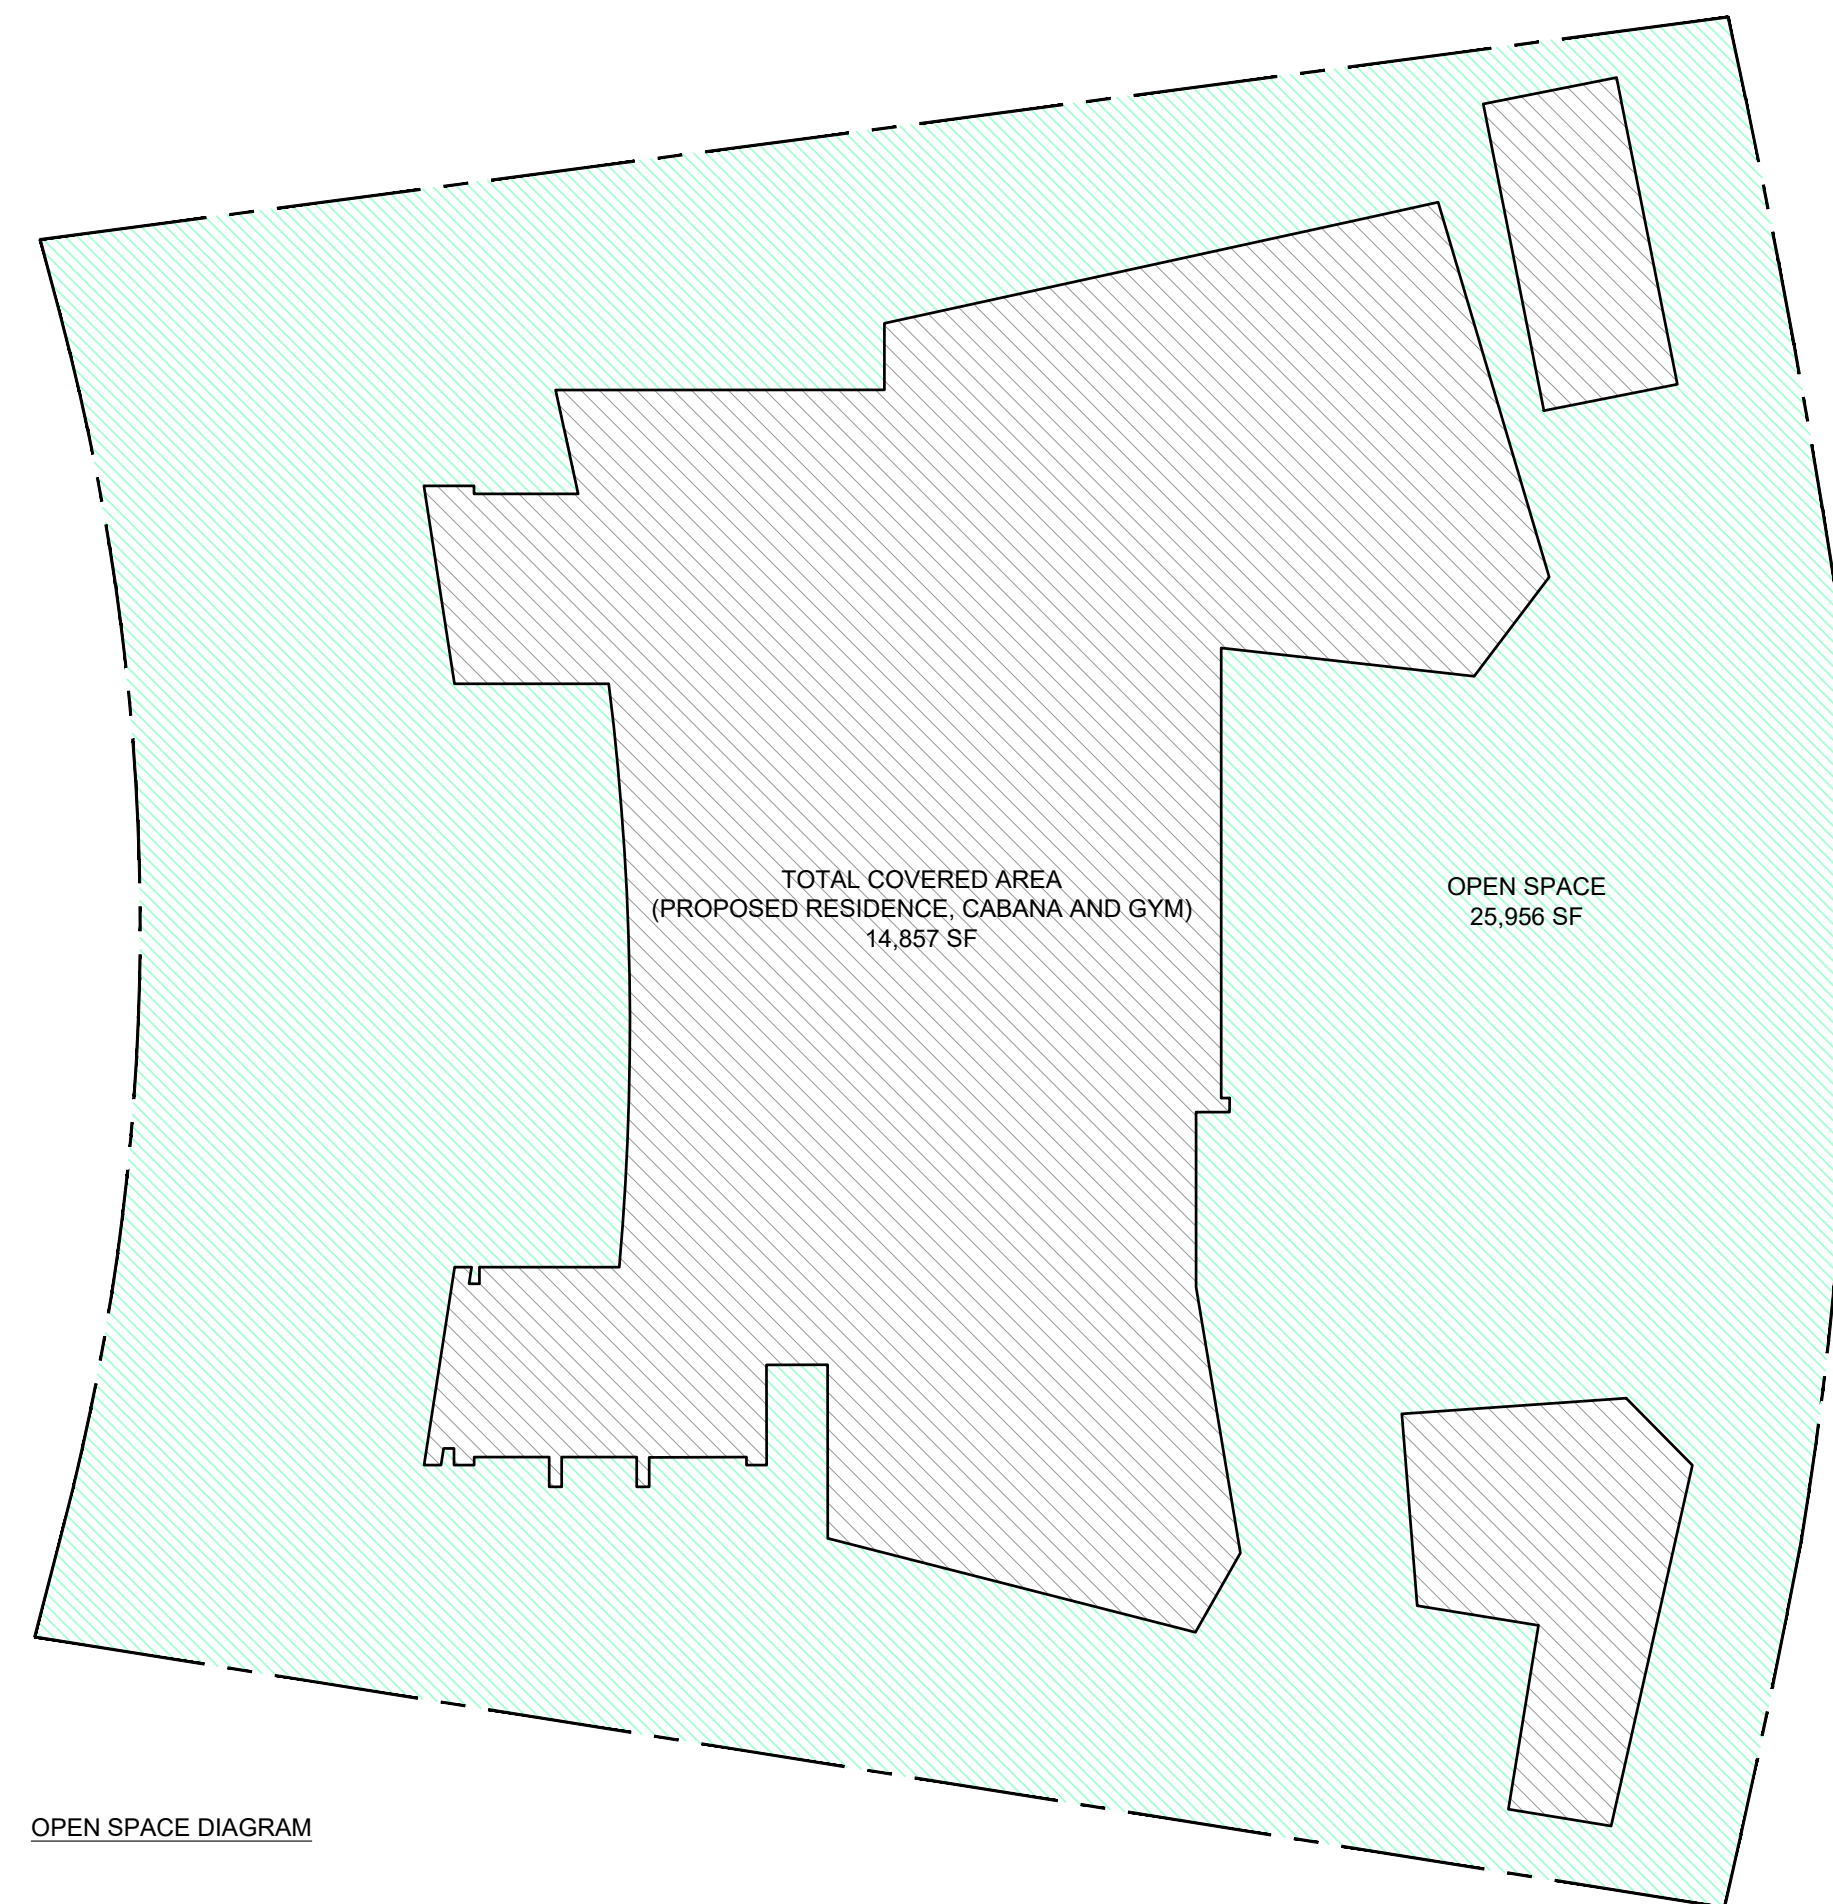 TOTAL COVERED AREA
(PROPOSED RESIDENCE, CABANA AND GYM)
14,857 SF
OPEN SPACE
25,956 SF
OPEN SPACE DIAGRAM